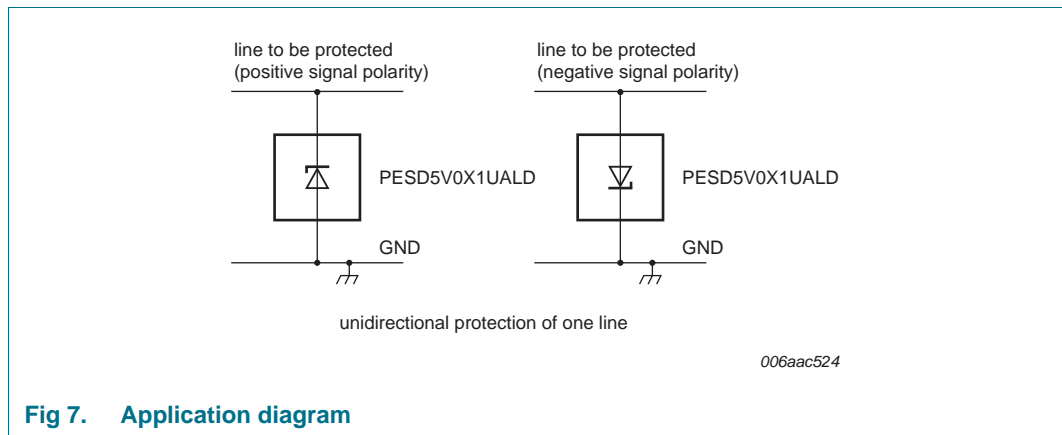 line to be protected
(positive signal polarity)
line to be protected
(negative signal polarity)
PESD5V0X1UALD
PESD5V0X1UALD
GND
GND
unidirectional protection of one line
006aac524
Fig 7. Application diagram